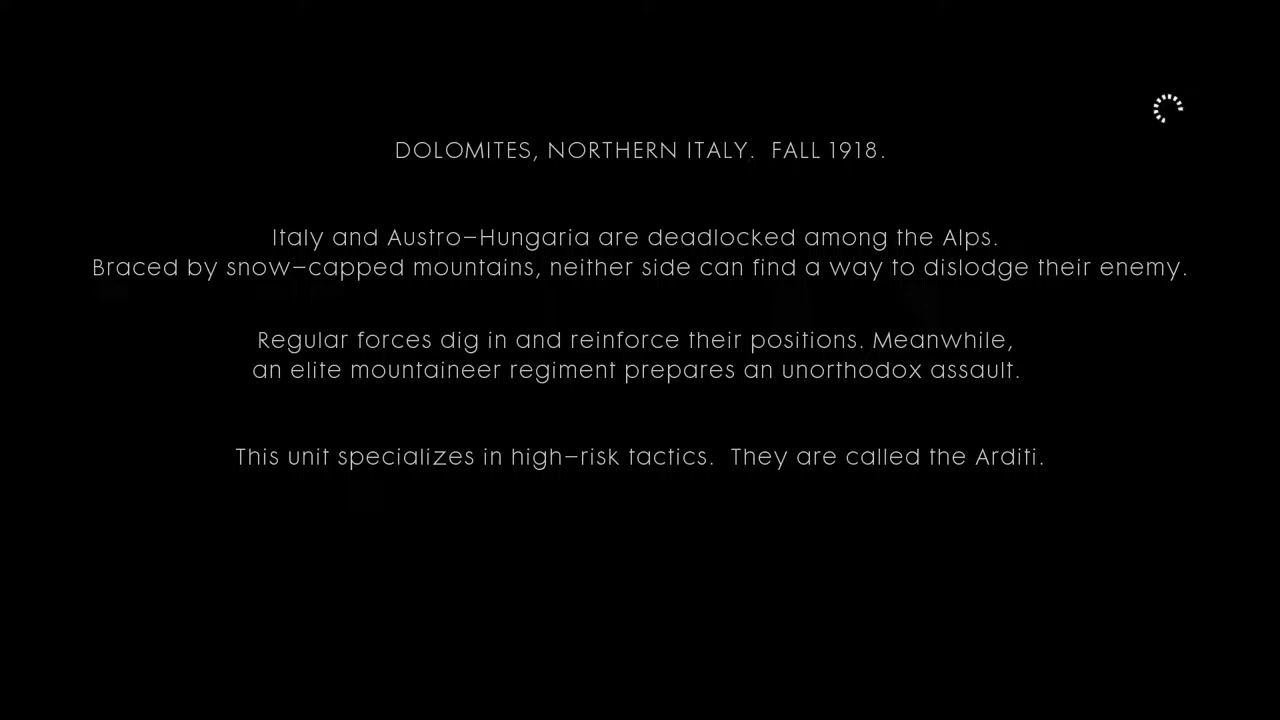 DOLOMITES, NORTHERN ITALY.  FALL 1918.
Italy and Austro-Hungaria are deadlocked among the Alps.
Braced by snow-capped mountains, neither side can find a way to dislodge their enemy.
Regular forces dig in and reinforce their positions. Meanwhile,
an elite mountaineer regiment prepares an unorthodox assault.
This unit specializes in high-risk tactics.  They are called the Arditi.